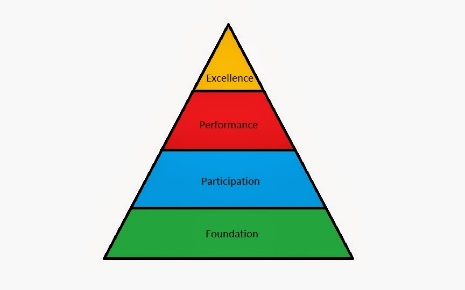 Excellence
Performance
Participation
Foundation